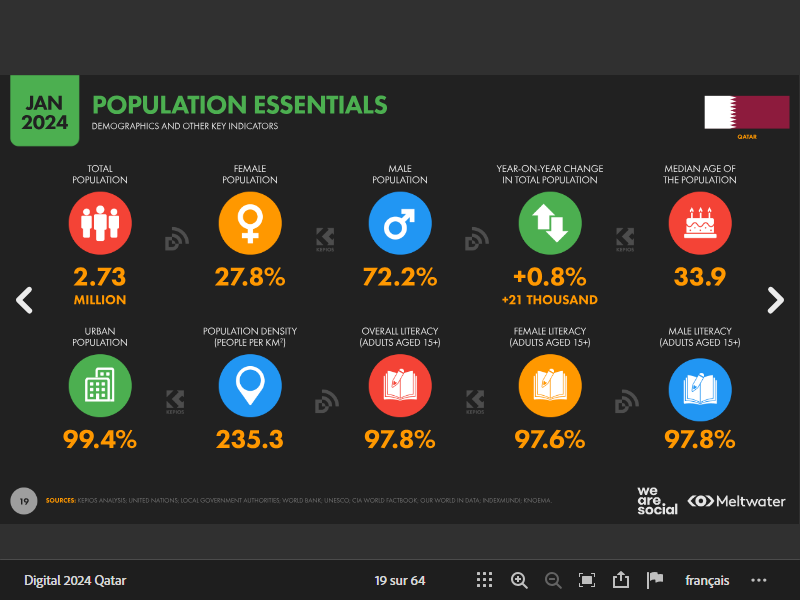 JAN
2024
POPULATION ESSENTIALS
DEMOGRAPHICS AND OTHER KEY INDICATORS
QATAR
TOTAL
POPULATION
2.73
MILLION
FEMALE
POPULATION
27.8%
MALE
POPULATION
72.2%
YEAR-ON-YEAR CHANGE
IN TOTAL POPULATION
+0.8%
+21 THOUSAND
MEDIAN AGE OF
THE POPULATION
33.9
KEPIOS
KEPIOS
URBAN
POPULATION
99.4%
POPULATION DENSITY
(PEOPLE PER KM²)
235.3
OVERALL LITERACY
(ADULTS AGED 15+)
97.8%
FEMALE LITERACY
(ADULTS AGED 15+)
97.6%
MALE LITERACY
(ADULTS AGED 15+)
97.8%
KEPIOS
KEPIOS
19
SOURCES: KEPIOS ANALYSIS; UNITED NATIONS; LOCAL GOVERNMENT AUTHORITIES; WORLD BANK; UNESCO; CIA WORLD FACTBOOK; OUR WORLD IN DATA; INDEXMUNDI; KNOEMA.
we
are.
social
Meltwater
Digital 2024 Qatar
19 sur 64
français